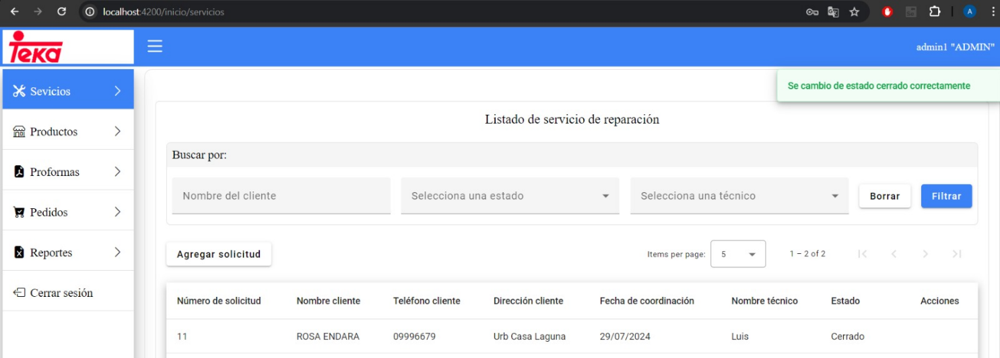 localhost:4200/inicio/servicios
A
Teka
admin1 "ADMIN"
Sevicios
Se cambio de estado cerrado correctamente
Listado de servicio de reparación
Productos
Buscar por:
Proformas
Nombre del cliente Selecciona una estado Selecciona una técnico Borrar Filtrar
Pedidos
Reportes
Agregar solicitud Items per page: 5 1 – 2 of 2
Cerrar sesión
Número de solicitud Nombre cliente Teléfono cliente Dirección cliente Fecha de coordinación Nombre técnico Estado Acciones
11 ROSA ENDARA 09996679 Urb Casa Laguna 29/07/2024 Luis Cerrado